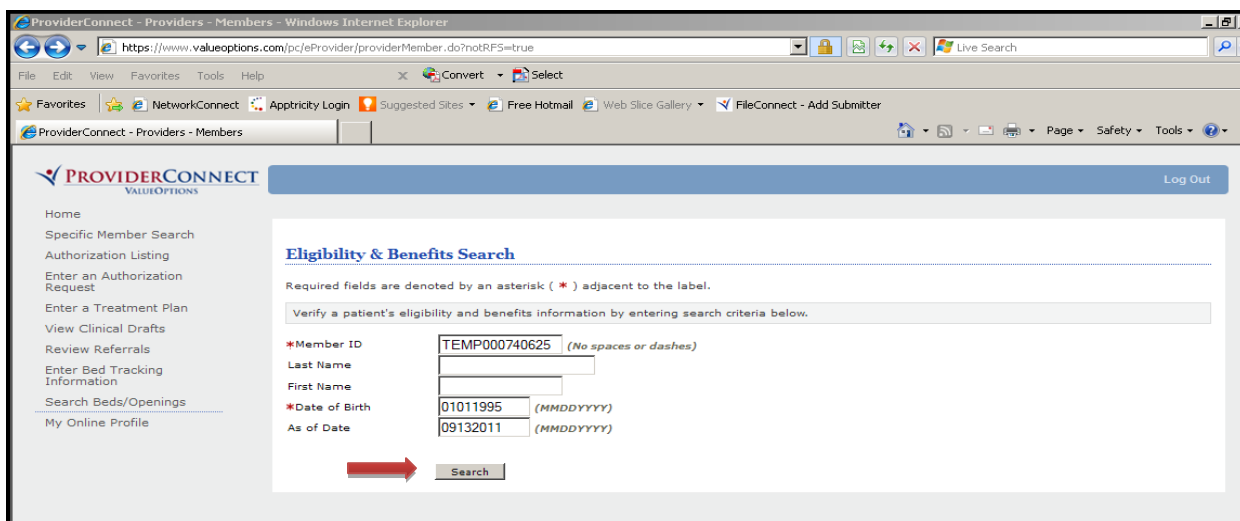 ProviderConnect - Providers - Members - Windows Internet Explorer
https://www.valueoptions.com/pc/eProvider/providerMember.do?notRFS=true
Live Search
File Edit View Favorites Tools Help
x Convert Select
Favorites NetworkConnect Apptricity Login Suggested Sites Free Hotmail Web Slice Gallery FileConnect - Add Submitter
ProviderConnect - Providers - Members
Page Safety Tools
PROVIDERCONNECT
VALUEOPTIONS
Log Out
Home
Specific Member Search
Authorization Listing
Enter an Authorization
Request
Enter a Treatment Plan
View Clinical Drafts
Review Referrals
Enter Bed Tracking
Information
Search Beds/Openings
My Online Profile
Eligibility & Benefits Search
Required fields are denoted by an asterisk ( * ) adjacent to the label.
Verify a patient's eligibility and benefits information by entering search criteria below.
*Member ID TEMP000740625 (No spaces or dashes)
Last Name
First Name
*Date of Birth 01011995 (MMDDYYYY)
As of Date 09132011 (MMDDYYYY)
Search